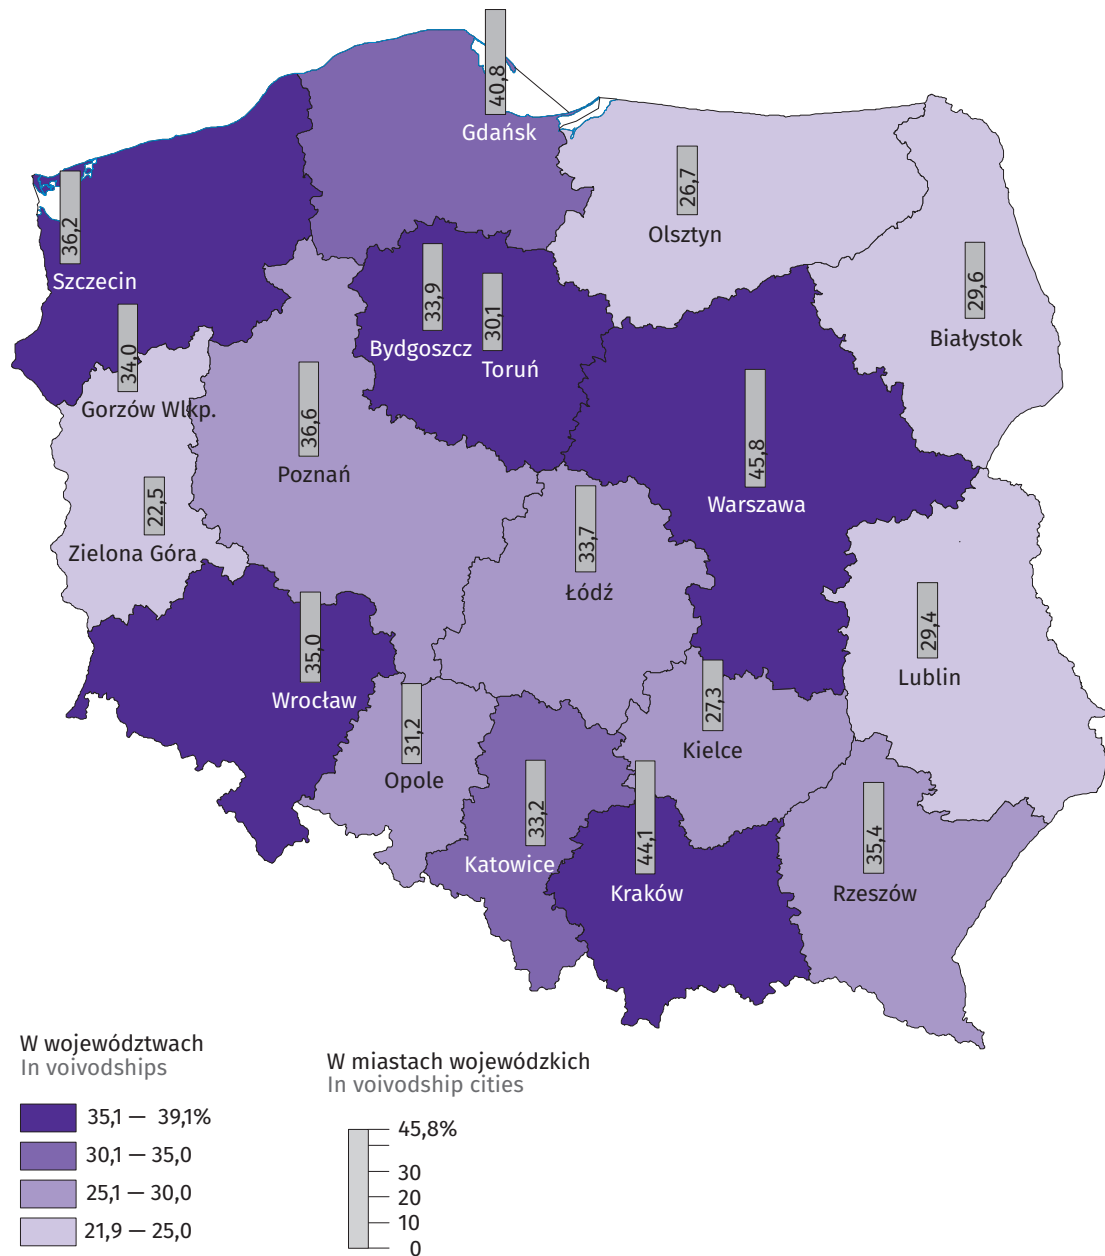 40,8
Gdańsk
26,7
Olsztyn
36,2
Szczecin
29,6
Białystok
33,9
Bydgoszcz
30,1
Toruń
34,0
Gorzów Wlkp.
36,6
Poznań
45,8
Warszawa
22,5
Zielona Góra
33,7
Łódź
29,4
Lublin
35,0
Wrocław
27,3
Kielce
31,2
Opole
33,2
Katowice
44,1
Kraków
35,4
Rzeszów
W województwach
In voivodships
35,1 — 39,1%
30,1 — 35,0
25,1 — 30,0
21,9 — 25,0
W miastach wojewódzkich
In voivodship cities
45,8%
30
20
10
0